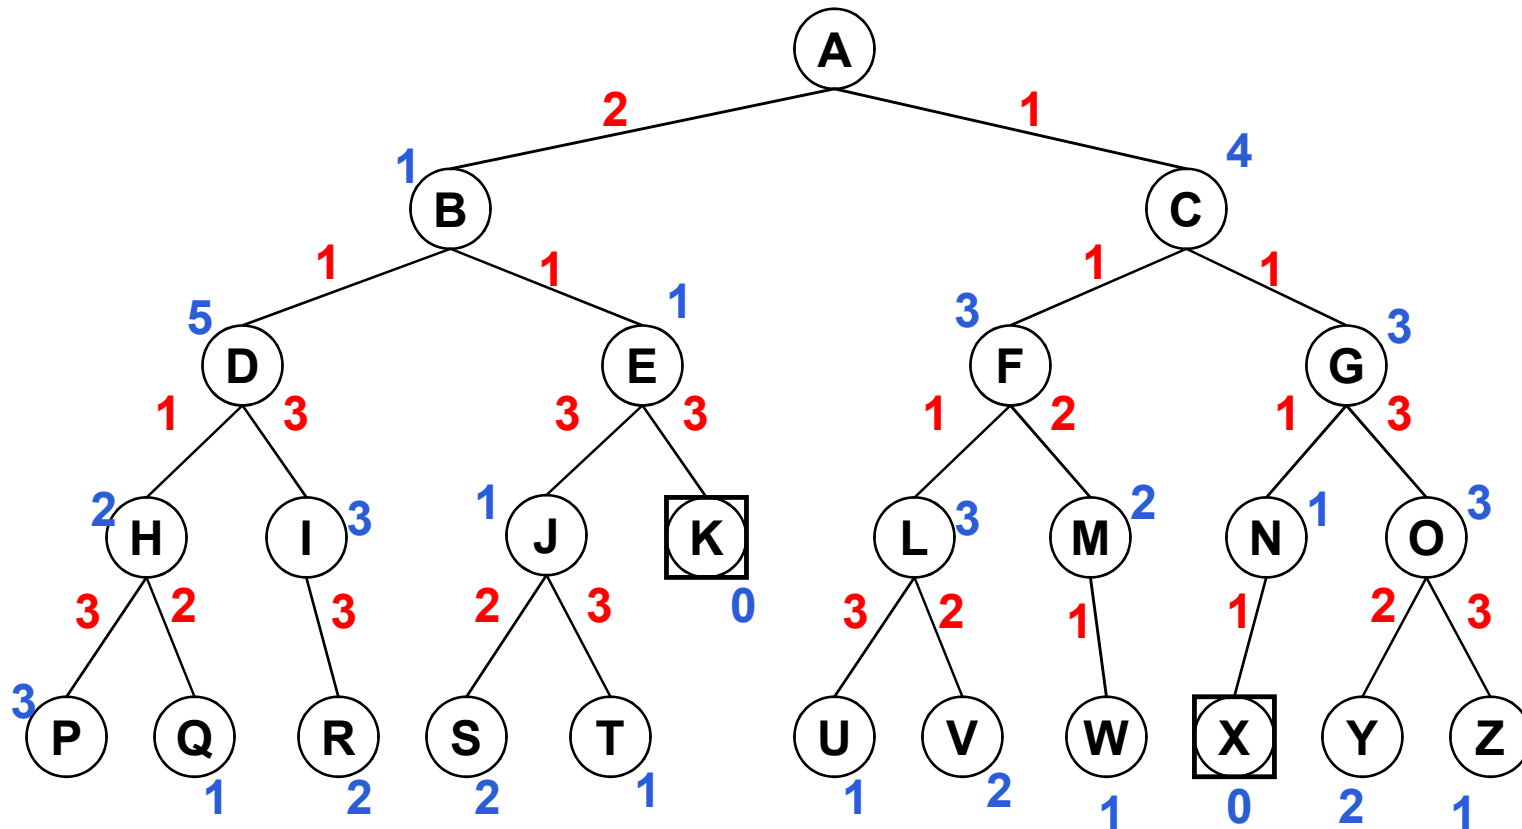 A
2 1
1 4
B C
1 1 1 1
5 1 3 3
D E F G
1 3 3 3 1 2 1 3
2 3 1 3 2 1 3
H I J K L M N O
3 2 3 2 3 0 3 2 1 1 2 3
3
P Q R S T U V W X Y Z
1 2 2 1 1 2 1 0 2 1